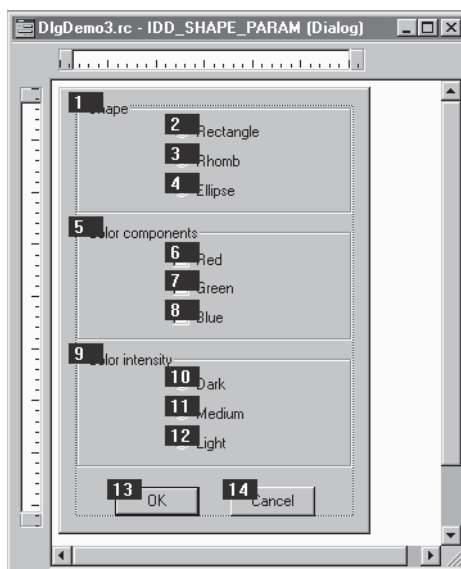 DlgDemo3.rc - IDD_SHAPE_PARAM (Dialog)
1 Shape
2 Rectangle
3 Rhomb
4 Ellipse
5 Color components
6 Red
7 Green
8 Blue
9 Color intensity
10 Dark
11 Medium
12 Light
13 OK
14 Cancel